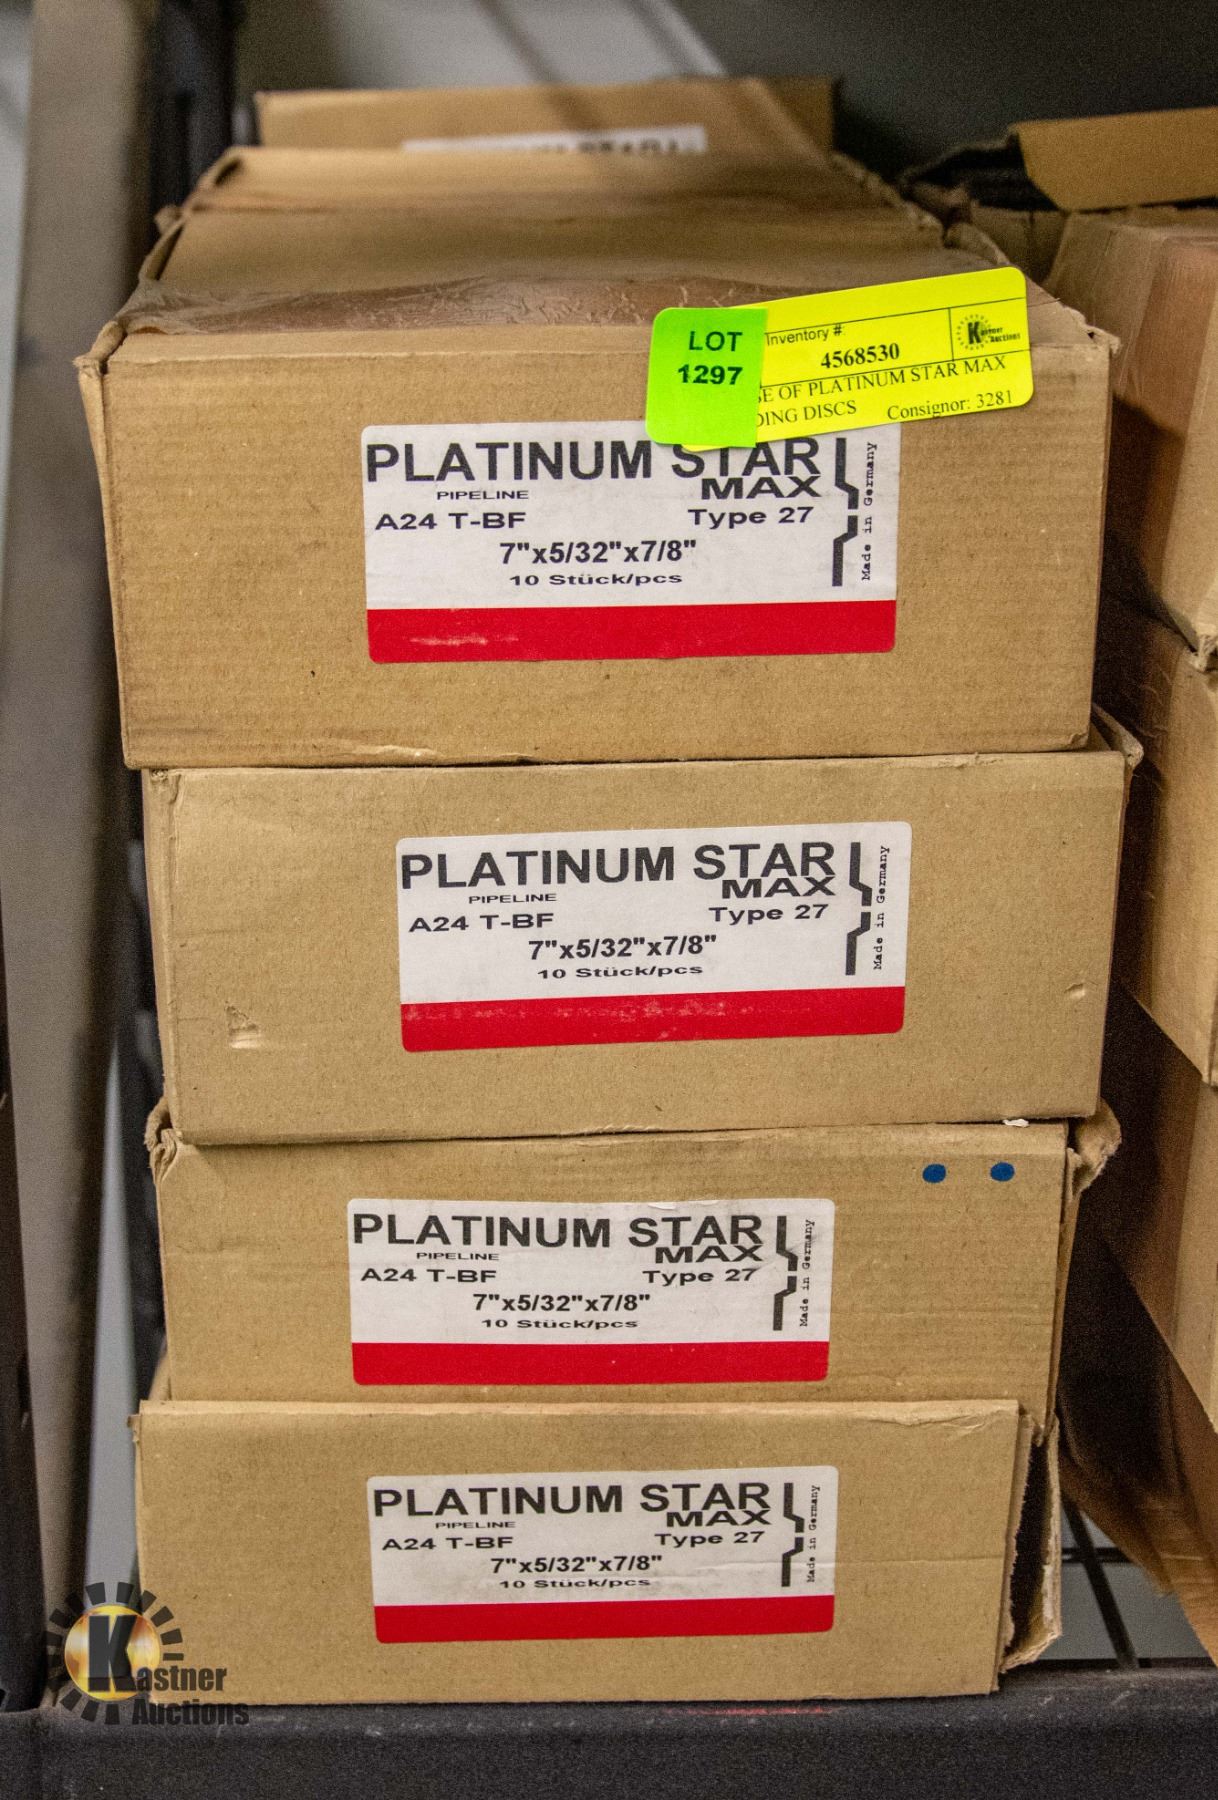 LOT
1297
Inventory #:
4568530
Kastner
Auctions
OF PLATINUM STAR MAX
DISCS
Consignor: 3281
PLATINUM STAR
MAX
PIPELINE
A24 T-BF
Type 27
7"x5/32"x7/8"
10 Stück/pcs
Made in Germany
PLATINUM STAR
MAX
PIPELINE
A24 T-BF
Type 27
7"x5/32"x7/8"
10 Stück/pcs
Made in Germany
PLATINUM STAR
MAX
PIPELINE
A24 T-BF
Type 27
7"x5/32"x7/8"
10 Stück/pcs
Made in Germany
PLATINUM STAR
MAX
PIPELINE
A24 T-BF
Type 27
7"x5/32"x7/8"
10 Stück/pcs
Made in Germany
Kastner
Auctions